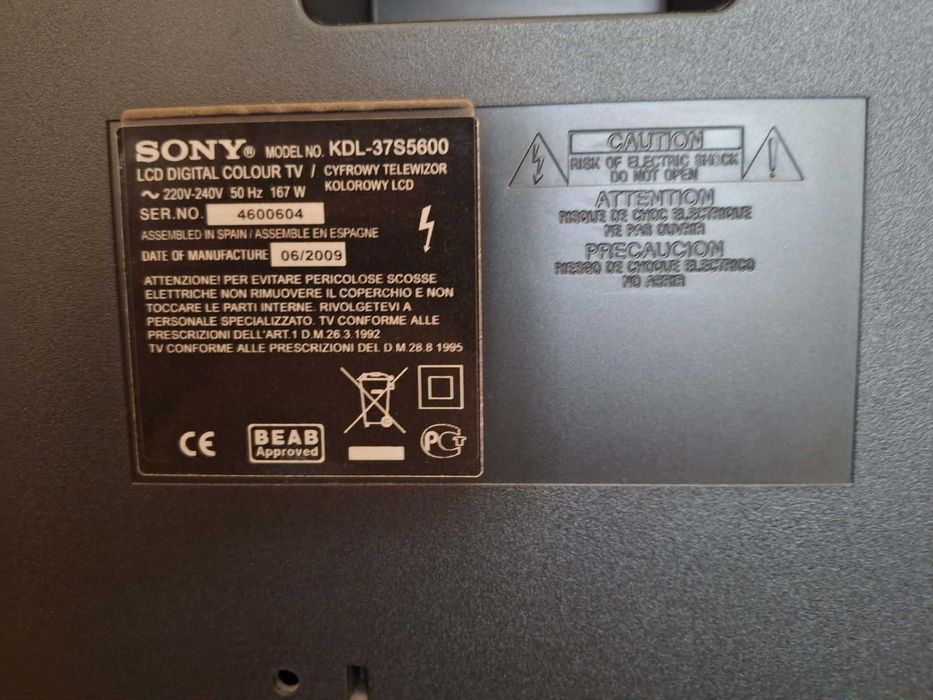 SONY® MODEL NO. KDL-37S5600
LCD DIGITAL COLOUR TV / CYFROWY TELEWIZOR
KOLOROWY LCD
~ 220V-240V 50 Hz 167 W
SER.NO. 4600604
ASSEMBLED IN SPAIN / ASSEMBLE EN ESPAGNE
DATE OF MANUFACTURE 06/2009
ATTENZIONE! PER EVITARE PERICOLOSE SCOSSE
ELETTRICHE NON RIMUOVERE IL COPERCHIO E NON
TOCCARE LE PARTI INTERNE. RIVOLGETEVI A
PERSONALE SPECIALIZZATO. TV CONFORME ALLE
PRESCRIZIONI DELL'ART.1 D.M.26.3.1992
TV CONFORME ALLE PRESCRIZIONI DEL D.M.28.8 1995
CE
BEAB
Approved
PCT
CAUTION
RISK OF ELECTRIC SHOCK
DO NOT OPEN
ATTENTION
RISQUE DE CHOC ELECTRIQUE
NE PAS OUVRIR
PRECAUCION
RIESGO DE CHOQUE ELECTRICO
NO ABRIR